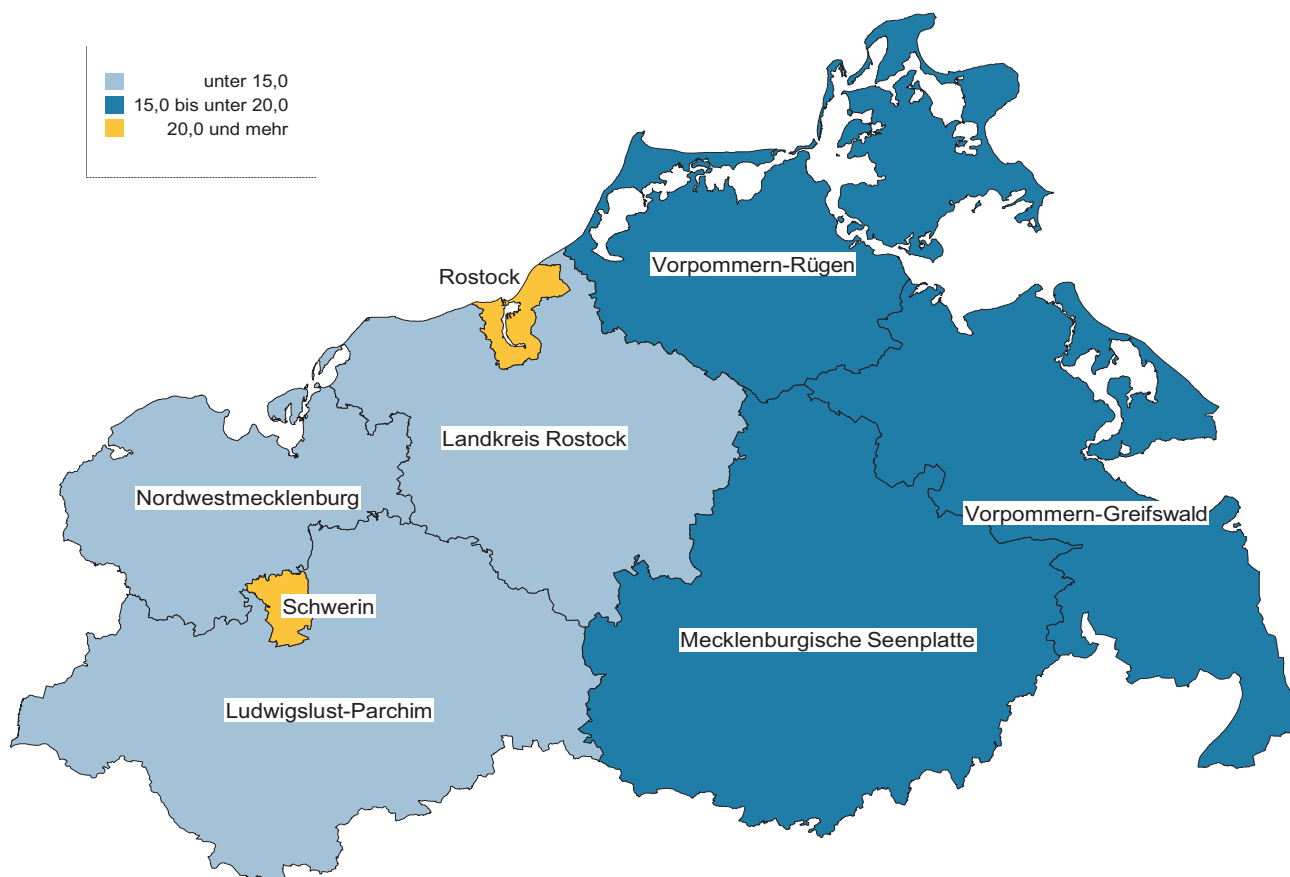 unter 15,0
15,0 bis unter 20,0
20,0 und mehr
Vorpommern-Rügen
Rostock
Landkreis Rostock
Nordwestmecklenburg
Vorpommern-Greifswald
Schwerin
Mecklenburgische Seenplatte
Ludwigslust-Parchim